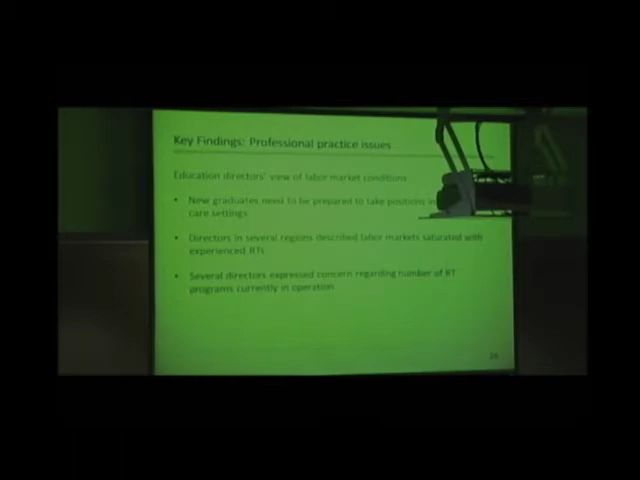 Key Findings: Professional practice issues
Education directors' view of labor market conditions
• New graduates need to be prepared to take positions in
care settings
• Directors in several regions described labor markets saturated with
experienced RTs
• Several directors expressed concern regarding number of RT
programs currently in operation